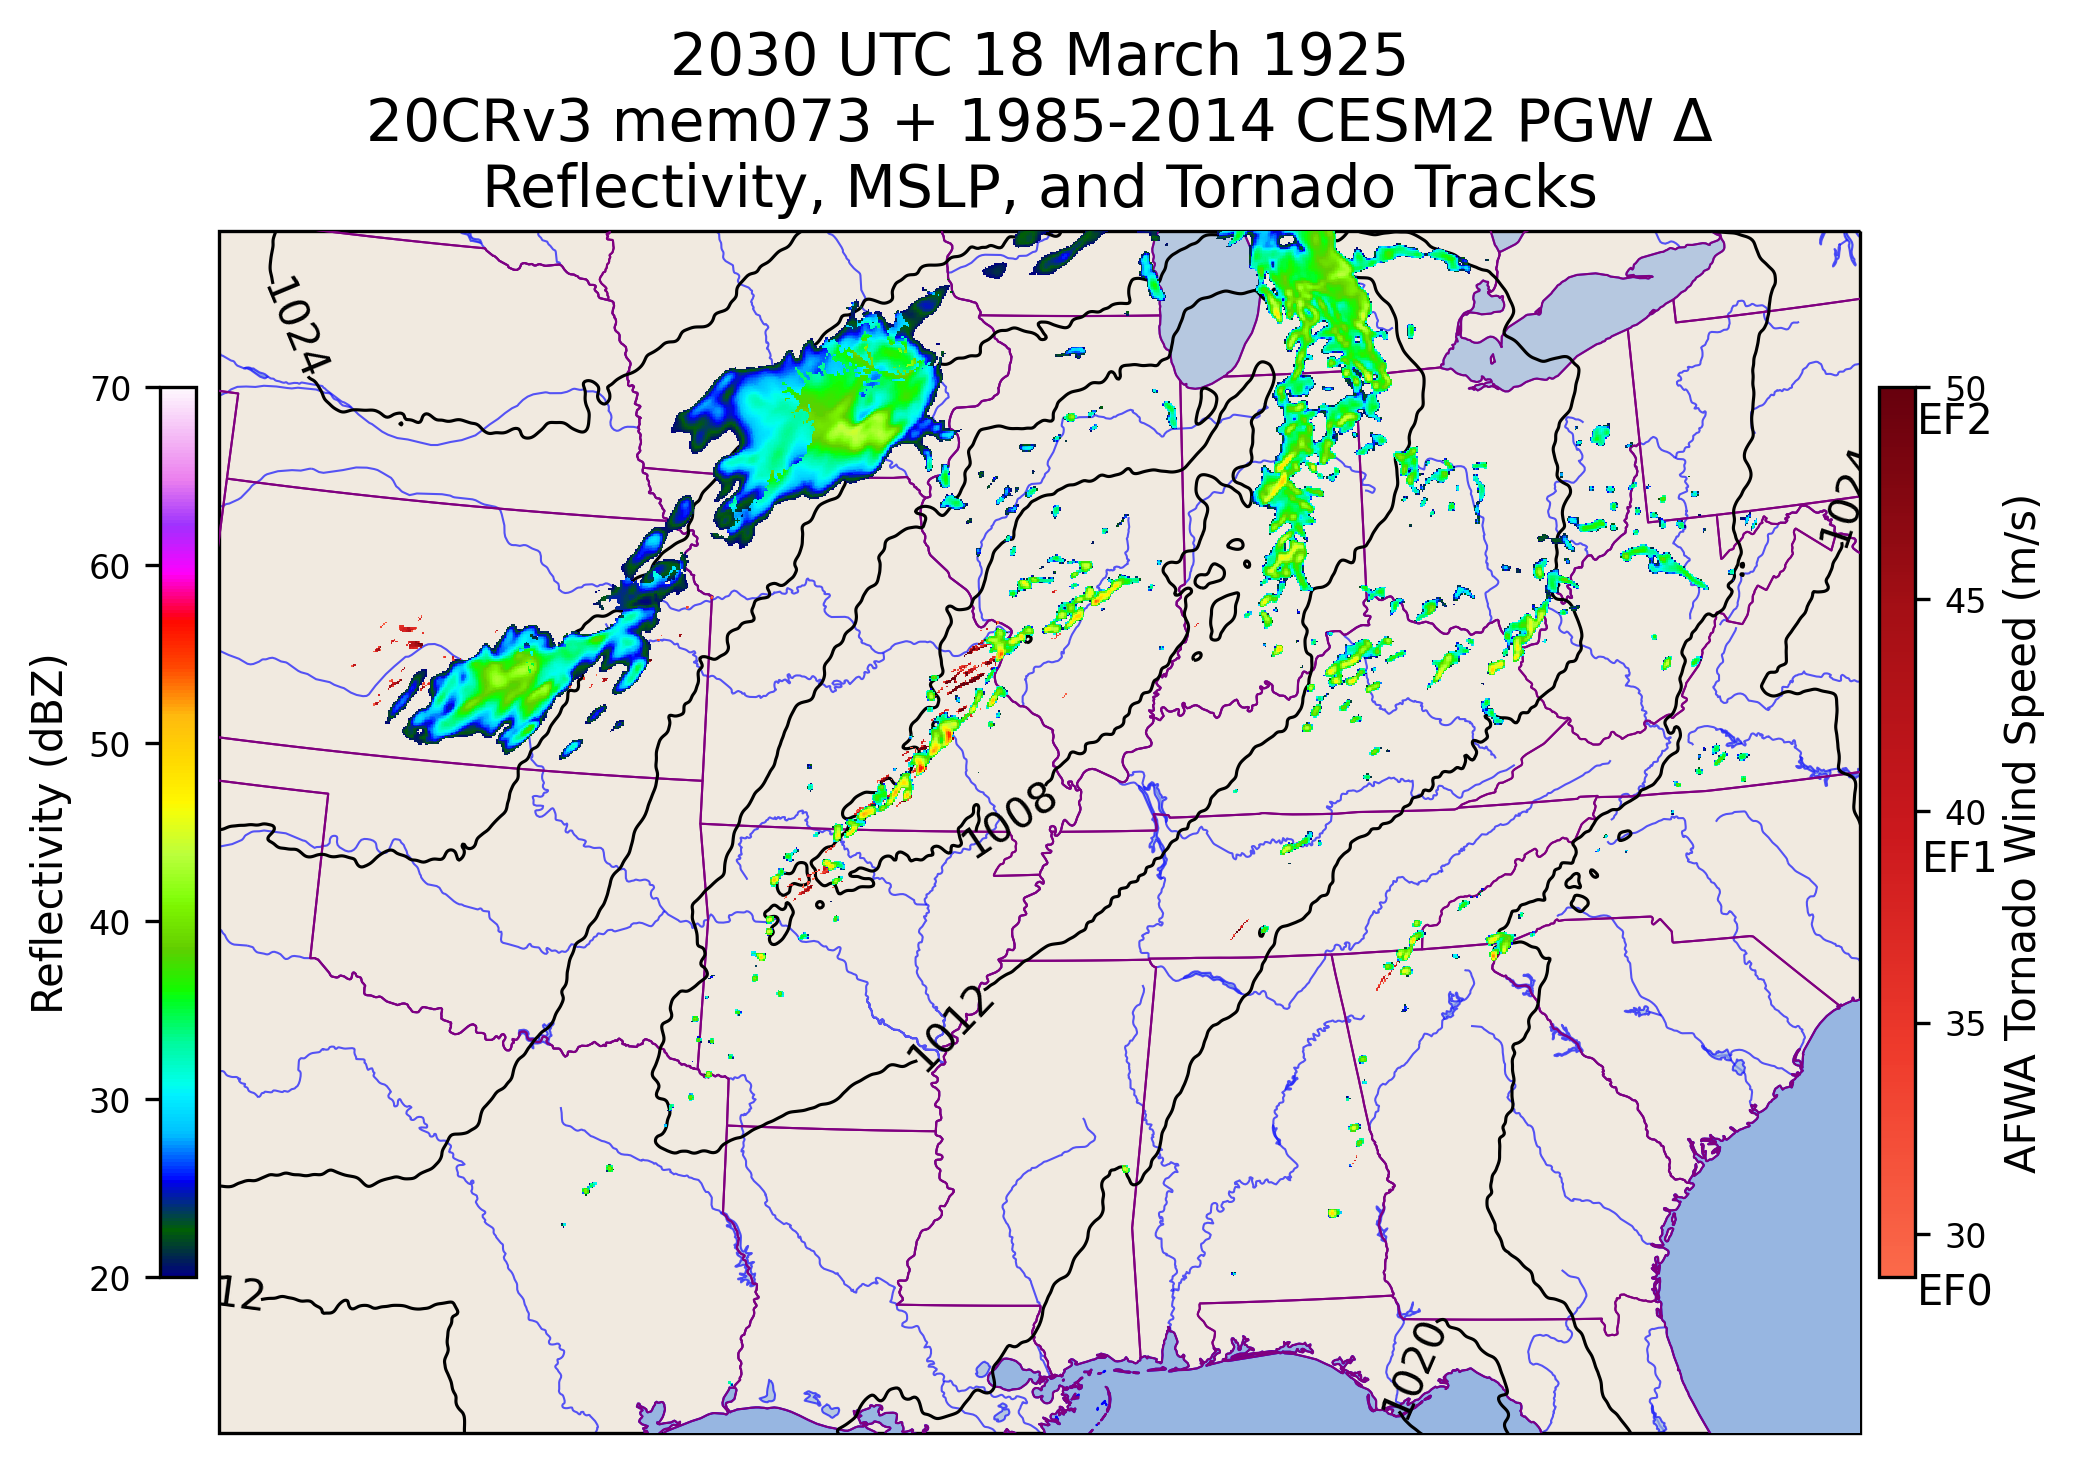 2030 UTC 18 March 1925
20CRv3 mem073 + 1985-2014 CESM2 PGW Δ
Reflectivity, MSLP, and Tornado Tracks
1024
1024
1008
1012
12
1020
Reflectivity (dBZ)
70
60
50
40
30
20
50
EF2
45
40
EF1
35
30
EF0
AFWA Tornado Wind Speed (m/s)